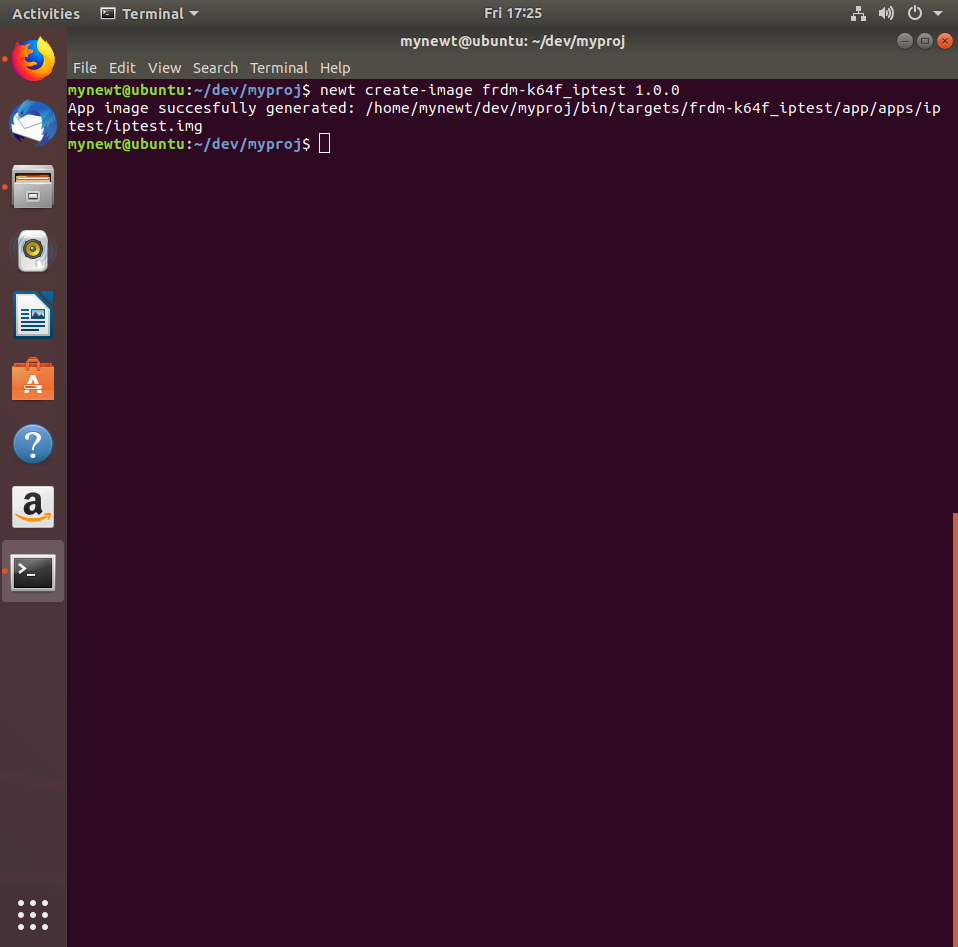 Activities Terminal Fri 17:25
mynewt@ubuntu: ~/dev/myproj
File Edit View Search Terminal Help
mynewt@ubuntu:~/dev/myproj$ newt create-image frdm-k64f_iptest 1.0.0
App image succesfully generated: /home/mynewt/dev/myproj/bin/targets/frdm-k64f_iptest/app/apps/ip
test/iptest.img
mynewt@ubuntu:~/dev/myproj$